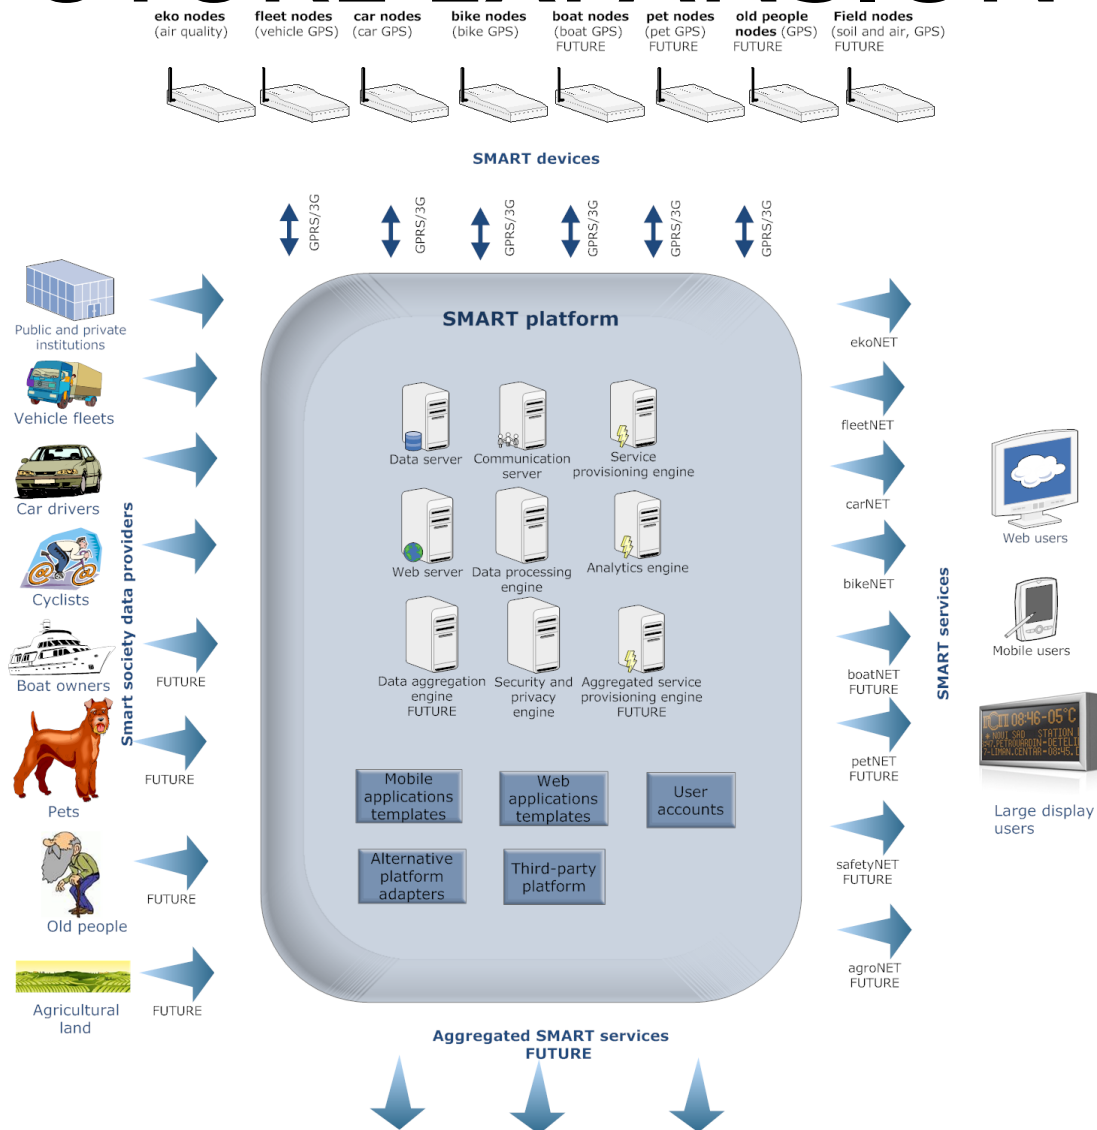 eko nodes
(air quality)
fleet nodes
(vehicle GPS)
car nodes
(car GPS)
bike nodes
(bike GPS)
boat nodes
(boat GPS)
FUTURE
pet nodes
(pet GPS)
FUTURE
old people
nodes (GPS)
FUTURE
Field nodes
(soil and air, GPS)
FUTURE
SMART devices
GPRS/3G
GPRS/3G
GPRS/3G
GPRS/3G
GPRS/3G
GPRS/3G
Public and private
institutions
Vehicle fleets
Car drivers
Cyclists
Boat owners
FUTURE
Pets
FUTURE
Old people
FUTURE
Agricultural
land
FUTURE
Smart society data providers
SMART platform
Data server
Communication
server
Service
provisioning engine
Web server
Data processing
engine
Analytics engine
Data aggregation
engine
FUTURE
Security and
privacy
engine
Aggregated service
provisioning engine
FUTURE
Mobile
applications
templates
Web
applications
templates
User
accounts
Alternative
platform
adapters
Third-party
platform
ekoNET
fleetNET
carNET
bikeNET
boatNET
FUTURE
petNET
FUTURE
safetyNET
FUTURE
agroNET
FUTURE
SMART services
Web users
Mobile users
08:46-05°C
NOVI SAD STATION
Large display
users
Aggregated SMART services
FUTURE